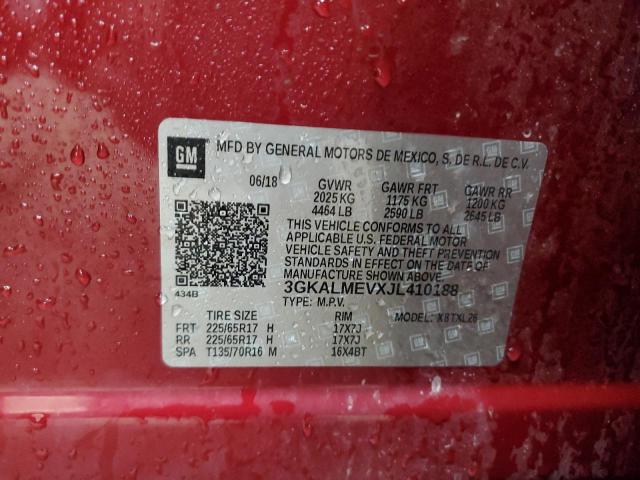 GM
MFD BY GENERAL MOTORS DE MEXICO, S. DE R.L. DE C.V.
06/18 GVWR GAWR FRT GAWR RR
2025 KG 1175 KG 1200 KG
4464 LB 2590 LB 2645 LB
THIS VEHICLE CONFORMS TO ALL
APPLICABLE U.S. FEDERAL MOTOR
VEHICLE SAFETY AND THEFT PREVENTION
STANDARDS IN EFFECT ON THE DATE OF
MANUFACTURE SHOWN ABOVE.
434B 3GKALMEVXJL410188
TYPE: M.P.V. MODEL: X8TXL26
TIRE SIZE RIM
FRT 225/65R17 H 17X7J
RR 225/65R17 H 17X7J
SPA T135/70R16 M 16X4BT